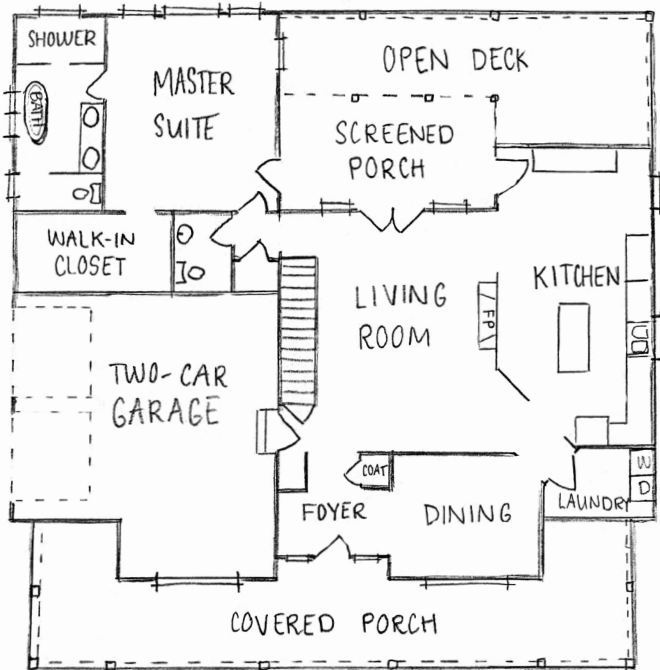 SHOWER
OPEN DECK
MASTER
SUITE
BATH
SCREENED
PORCH
WALK-IN
CLOSET
KITCHEN
LIVING
ROOM
FP
TWO-CAR
GARAGE
COAT
W
D
LAUNDRY
FOYER
DINING
COVERED PORCH